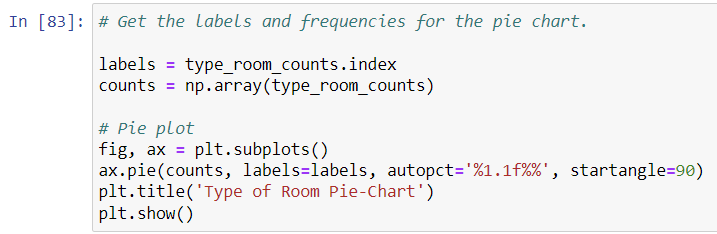 In [83]: # Get the labels and frequencies for the pie chart.
labels = type_room_counts.index
counts = np.array(type_room_counts)
# Pie plot
fig, ax = plt.subplots()
ax.pie(counts, labels=labels, autopct='%1.1f%%', startangle=90)
plt.title('Type of Room Pie-Chart')
plt.show()